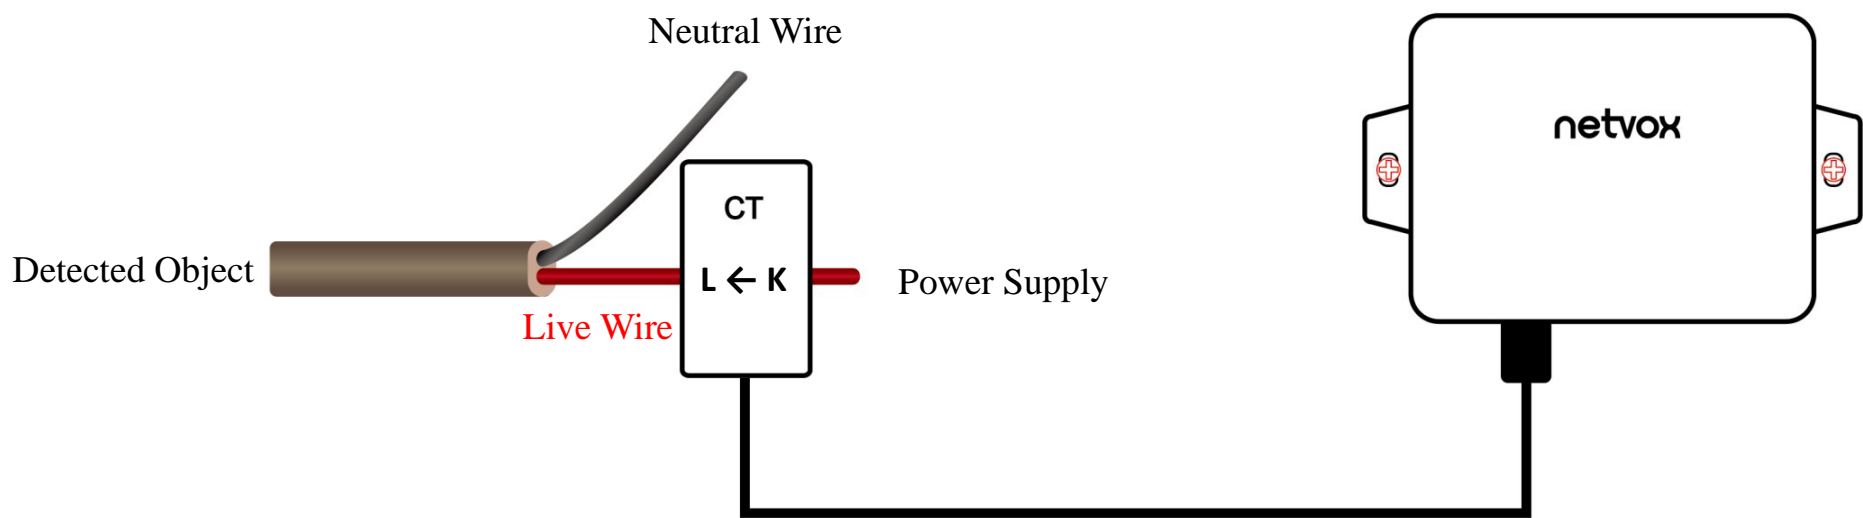 Neutral Wire
netvox
CT
Detected Object
L ← K
Power Supply
Live Wire